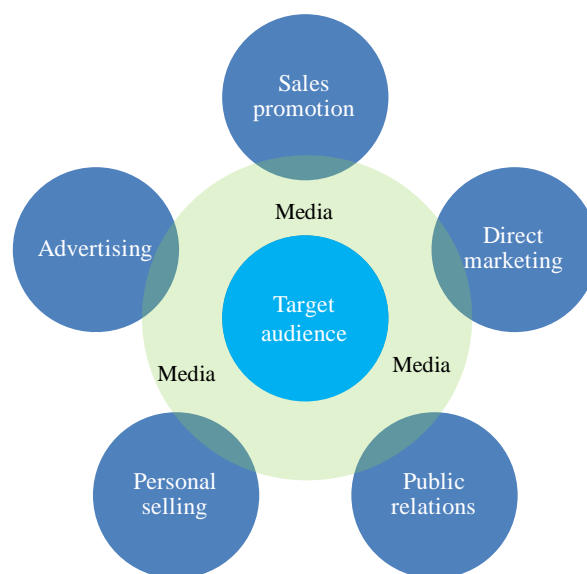 Sales
promotion
Advertising
Media
Direct
marketing
Target
audience
Media
Media
Personal
selling
Public
relations